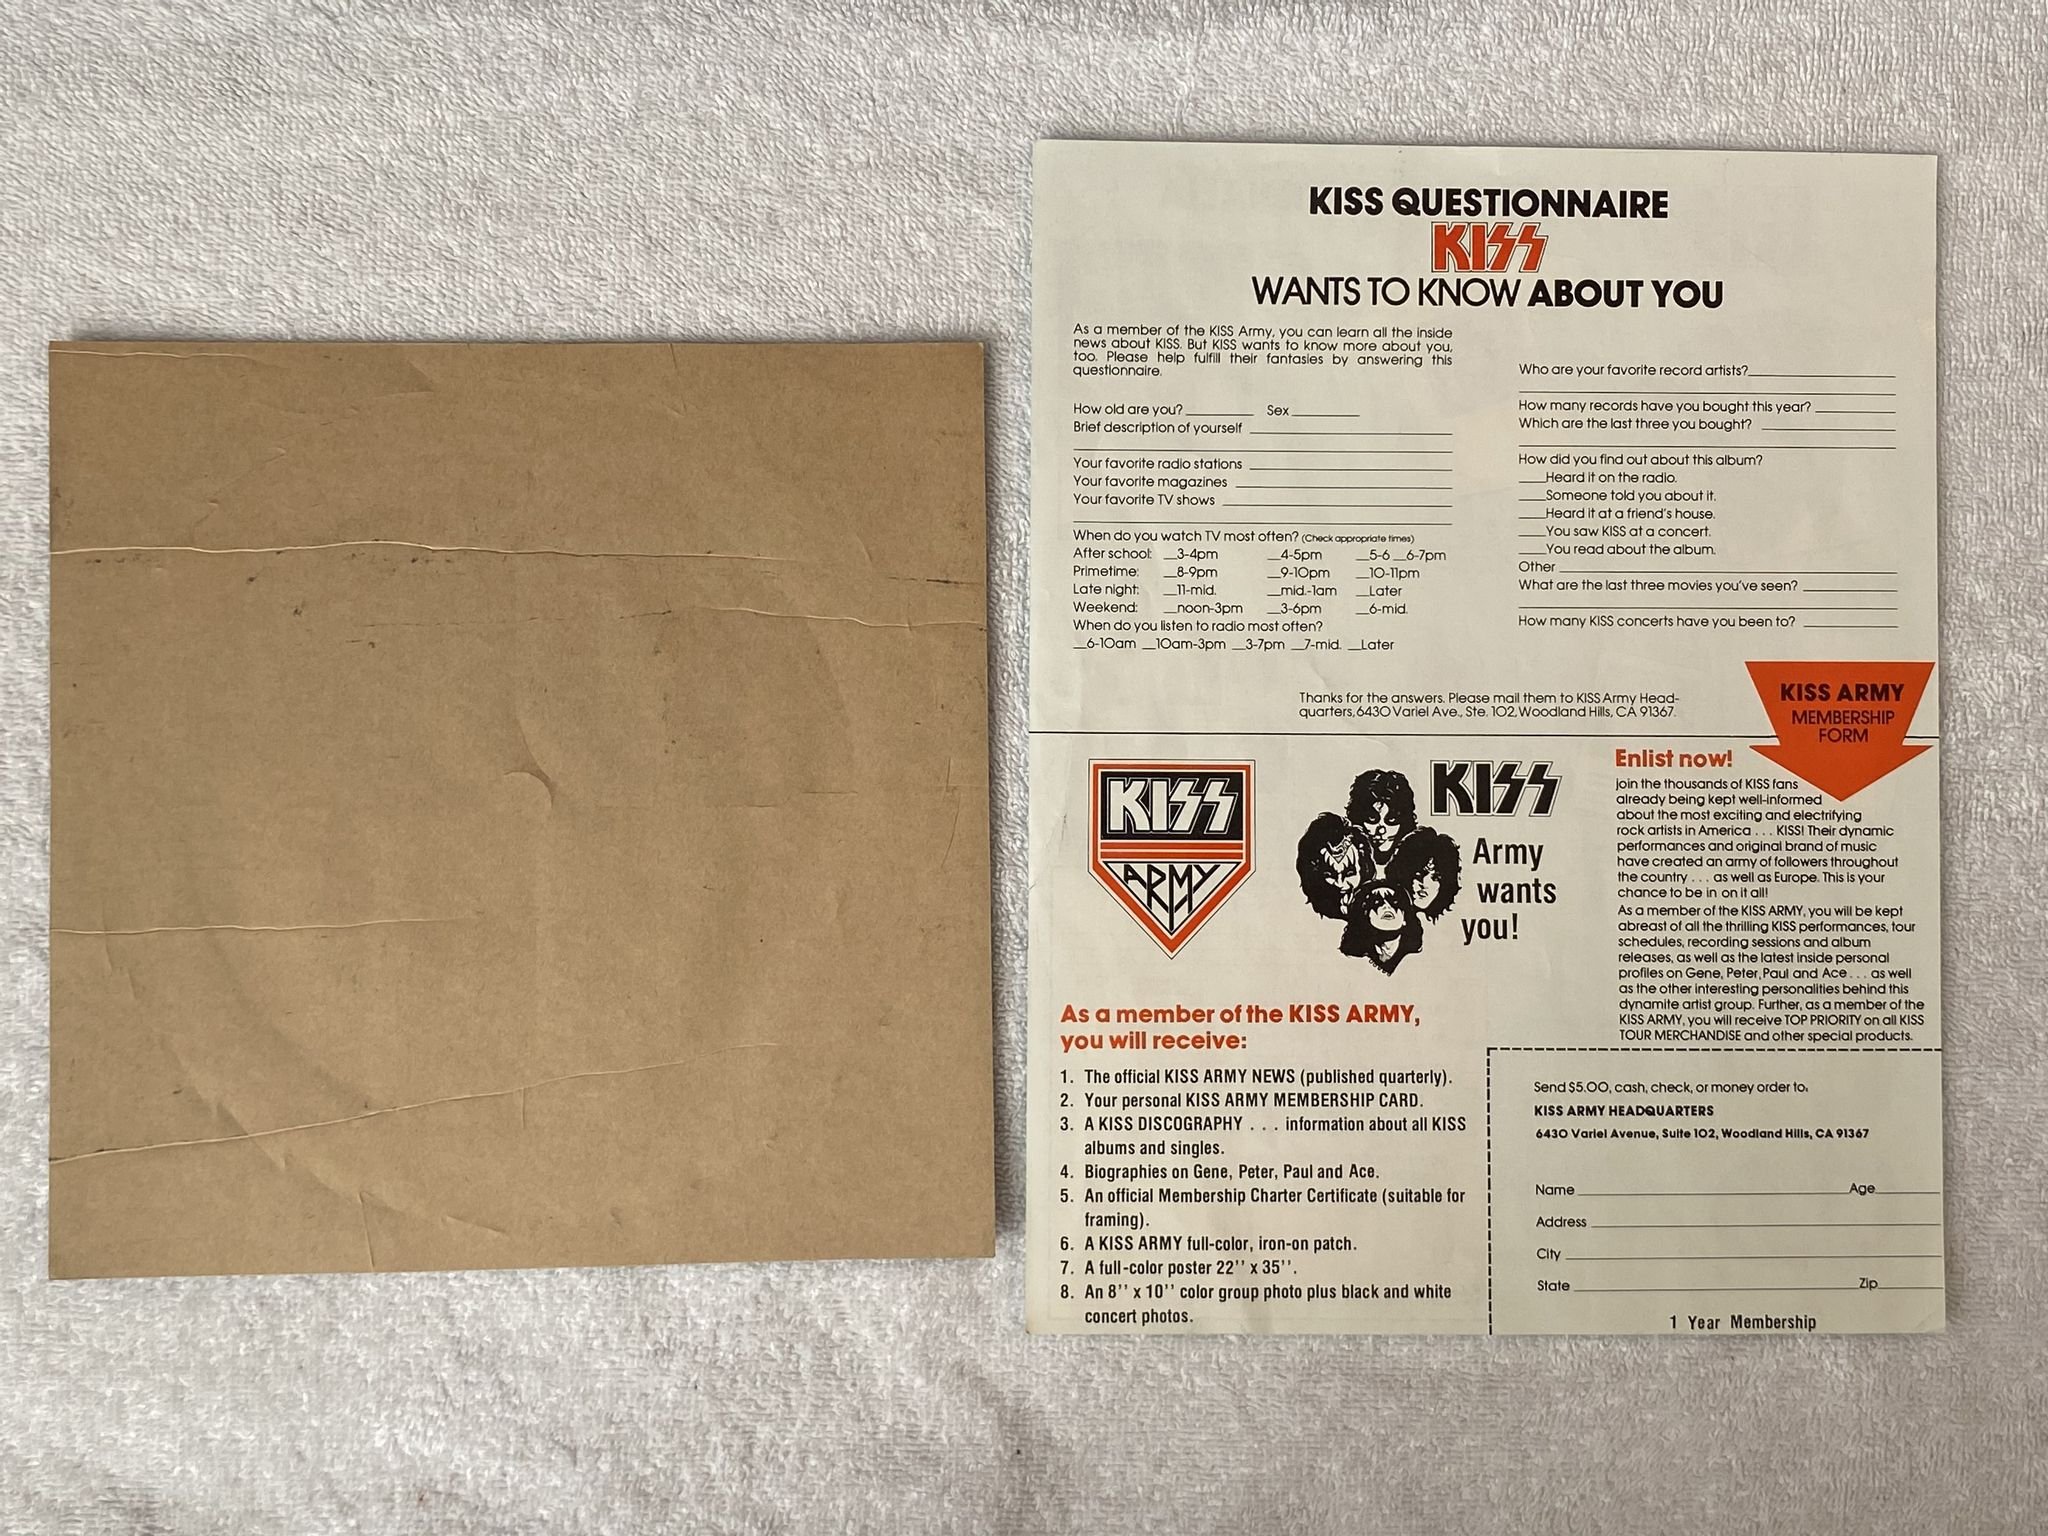 KISS QUESTIONNAIRE
KISS
WANTS TO KNOW ABOUT YOU
As a member of the KISS Army, you can learn all the inside
news about KISS. But KISS wants to know more about you,
too. Please help fulfill their fantasies by answering this
questionnaire.
How old are you? Sex
Brief description of yourself
Your favorite radio stations
Your favorite magazines
Your favorite TV shows
When do you watch TV most often? (Check appropriate times)
After school: __3-4pm __4-5pm __5-6 __6-7pm
Primetime: __8-9pm __9-10pm __10-11pm
Late night: __11-mid. __mid.-1am __Later
Weekend: __noon-3pm __3-6pm __6-mid.
When do you listen to radio most often?
__6-10am __10am-3pm __3-7pm __7-mid. __Later
Who are your favorite record artists?
How many records have you bought this year?
Which are the last three you bought?
How did you find out about this album?
____Heard it on the radio.
____Someone told you about it.
____Heard it at a friend's house.
____You saw KISS at a concert.
____You read about the album.
Other
What are the last three movies you've seen?
How many KISS concerts have you been to?
Thanks for the answers. Please mail them to KISS Army Head-
quarters, 6430 Variel Ave., Ste. 102, Woodland Hills, CA 91367.
KISS ARMY
MEMBERSHIP
FORM
KISS
ARMY
KISS
Army
wants
you!
Enlist now!
join the thousands of KISS fans
already being kept well-informed
about the most exciting and electrifying
rock artists in America . . . KISS! Their dynamic
performances and original brand of music
have created an army of followers throughout
the country . . . as well as Europe. This is your
chance to be in on it all!
As a member of the KISS ARMY, you will be kept
abreast of all the thrilling KISS performances, tour
schedules, recording sessions and album
releases, as well as the latest inside personal
profiles on Gene, Peter, Paul and Ace . . . as well
as the other interesting personalities behind this
dynamite artist group. Further, as a member of the
KISS ARMY, you will receive TOP PRIORITY on all KISS
TOUR MERCHANDISE and other special products.
As a member of the KISS ARMY,
you will receive:
1. The official KISS ARMY NEWS (published quarterly).
2. Your personal KISS ARMY MEMBERSHIP CARD.
3. A KISS DISCOGRAPHY . . . information about all KISS
albums and singles.
4. Biographies on Gene, Peter, Paul and Ace.
5. An official Membership Charter Certificate (suitable for
framing).
6. A KISS ARMY full-color, iron-on patch.
7. A full-color poster 22'' x 35''.
8. An 8'' x 10'' color group photo plus black and white
concert photos.
Send $5.00, cash, check, or money order to:
KISS ARMY HEADQUARTERS
6430 Variel Avenue, Suite 102, Woodland Hills, CA 91367
Name Age
Address
City
State Zip
1 Year Membership